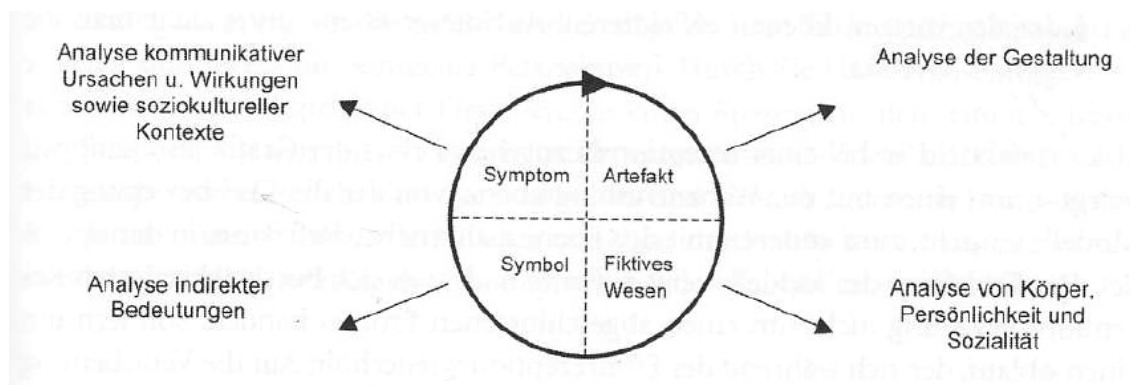 Analyse kommunikativer
Ursachen u. Wirkungen
sowie soziokultureller
Kontexte
Analyse der Gestaltung
Symptom
Artefakt
Symbol
Fiktives
Wesen
Analyse indirekter
Bedeutungen
Analyse von Körper,
Persönlichkeit und
Sozialität